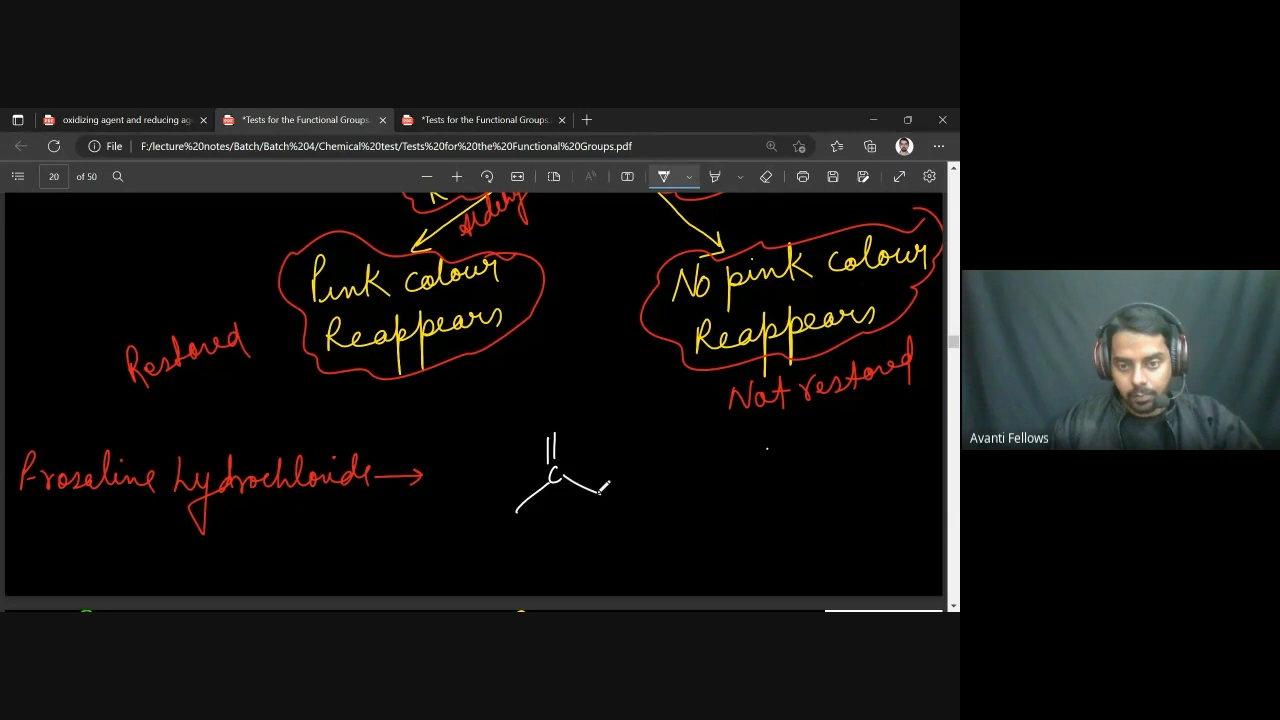 oxidizing agent and reducing ag
*Tests for the Functional Groups.
*Tests for the Functional Groups.
File
F:/lecture%20notes/Batch/Batch%204/Chemical%20test/Tests%20for%20the%20Functional%20Groups.pdf
20 of 50
R
Aldehy
Pink colour
Reappears
No pink colour
Reappears
Restored
Not restored
P-rosaline hydrochloride →
C
Avanti Fellows